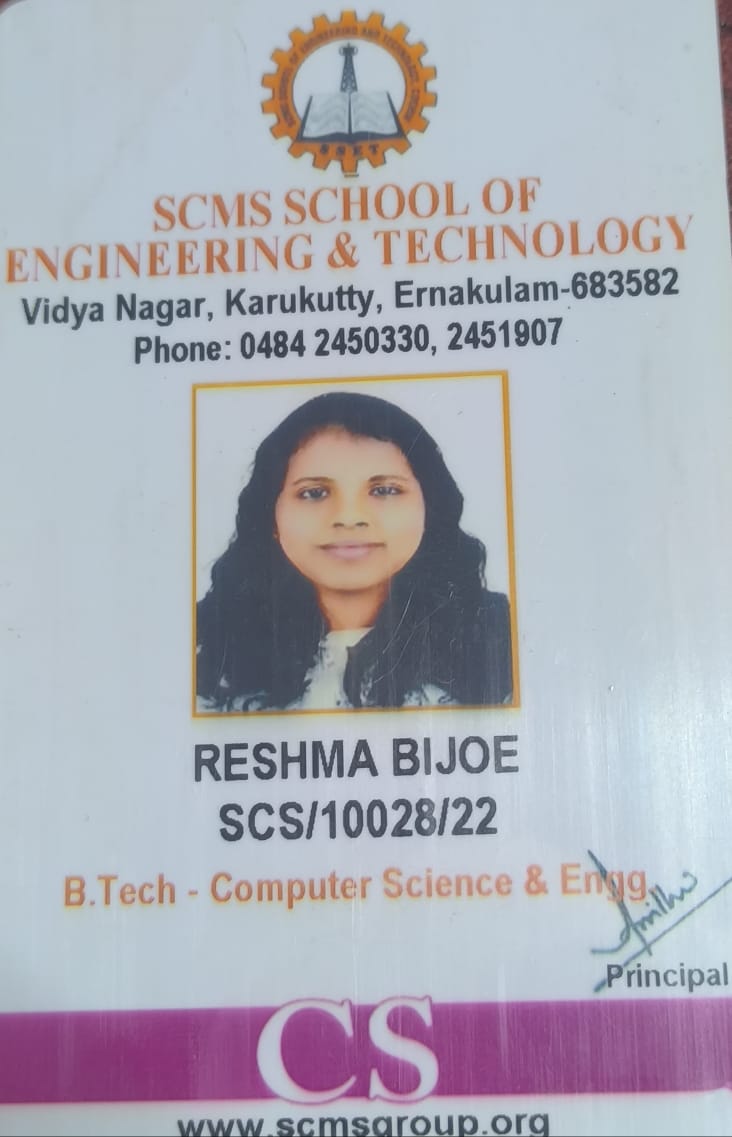 SSET
SCMS SCHOOL OF
ENGINEERING & TECHNOLOGY
Vidya Nagar, Karukutty, Ernakulam-683582
Phone: 0484 2450330, 2451907
RESHMA BIJOE
SCS/10028/22
B.Tech - Computer Science & Engg
Principal
CS
www.scmsgroup.org